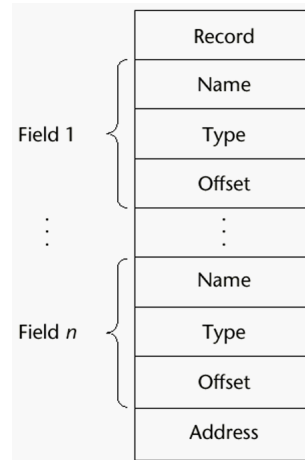 Record
Name
Field 1
Type
Offset
⋮ ⋮
Name
Field n
Type
Offset
Address